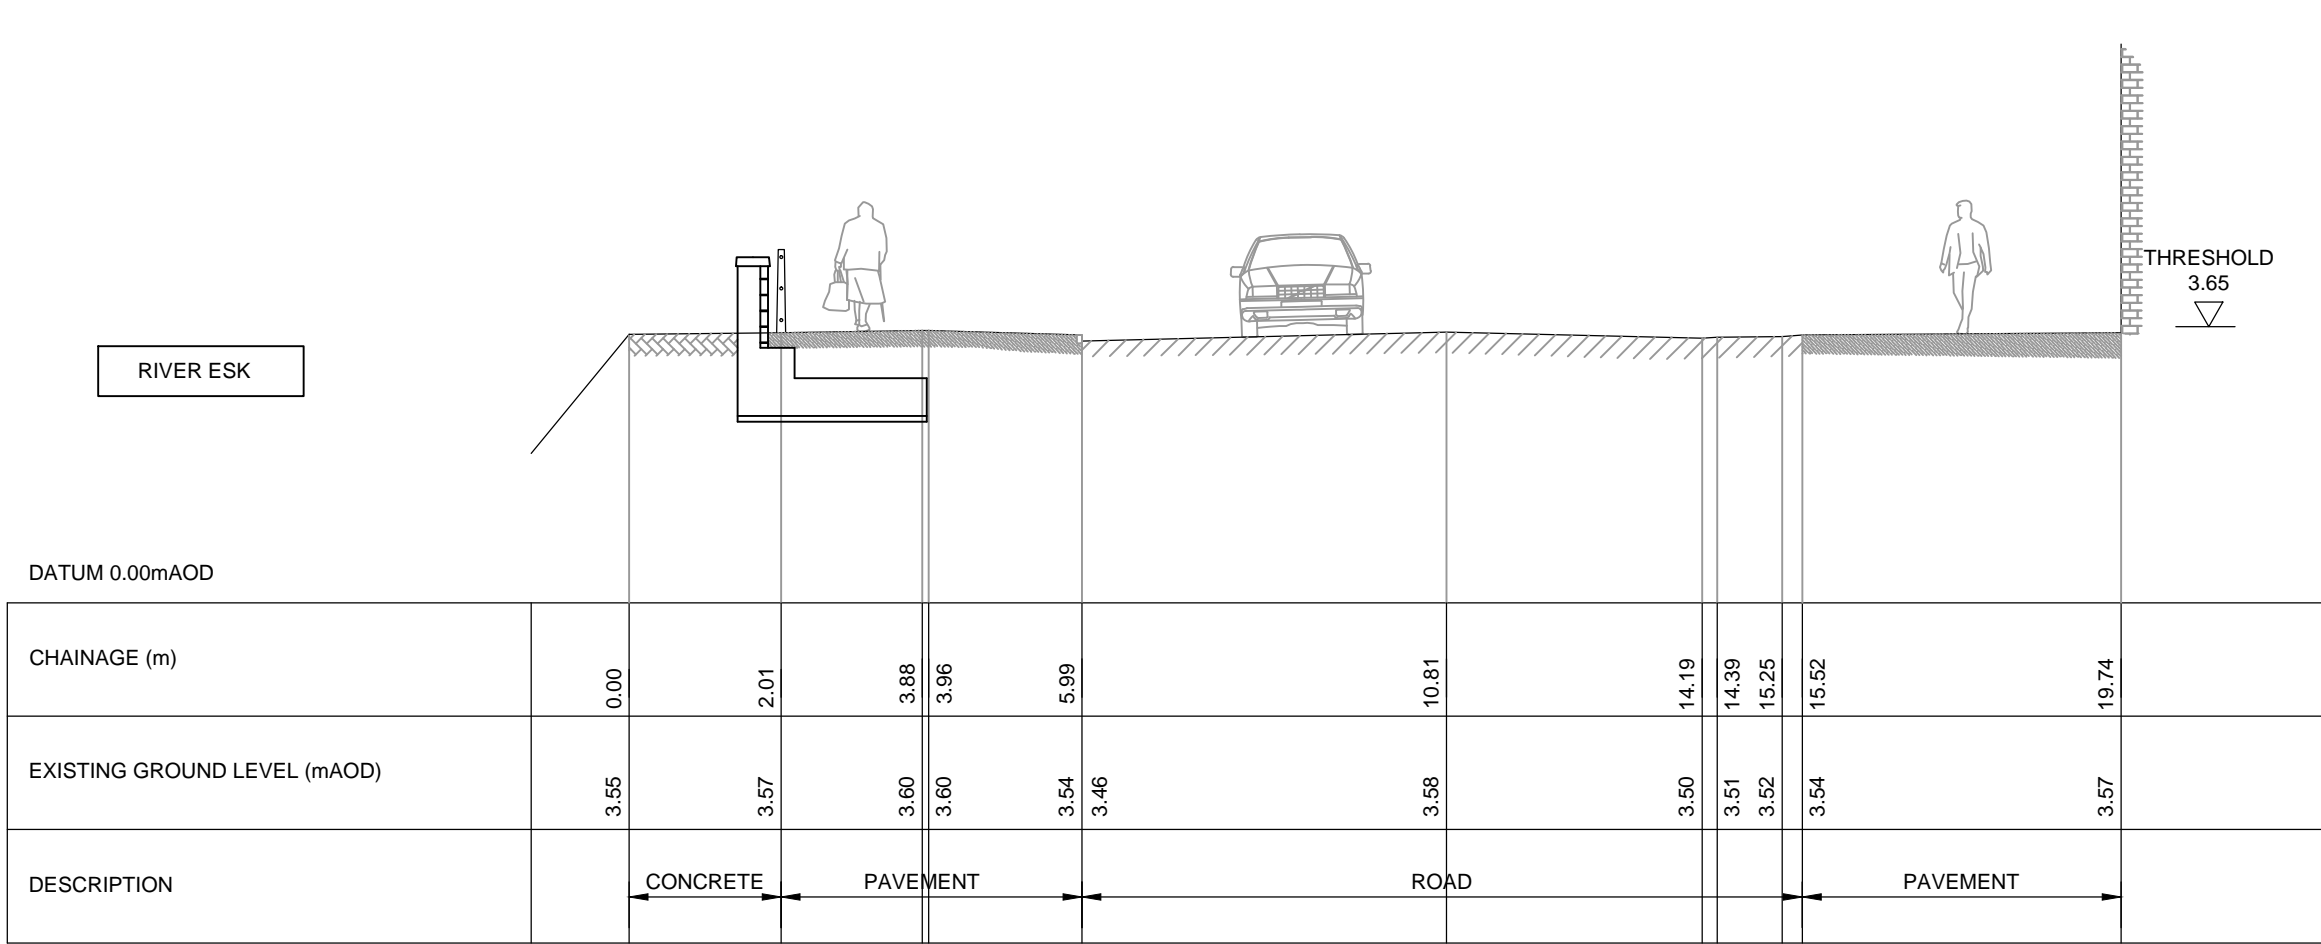 THRESHOLD
3.65
RIVER ESK
DATUM 0.00mAOD
CHAINAGE (m)
0.00 2.01 3.88 3.96 5.99 10.81 14.19 14.39 15.25 15.52 19.74
EXISTING GROUND LEVEL (mAOD)
3.55 3.57 3.60 3.60 3.54 3.46 3.58 3.50 3.51 3.52 3.54 3.57
DESCRIPTION
CONCRETE PAVEMENT ROAD PAVEMENT